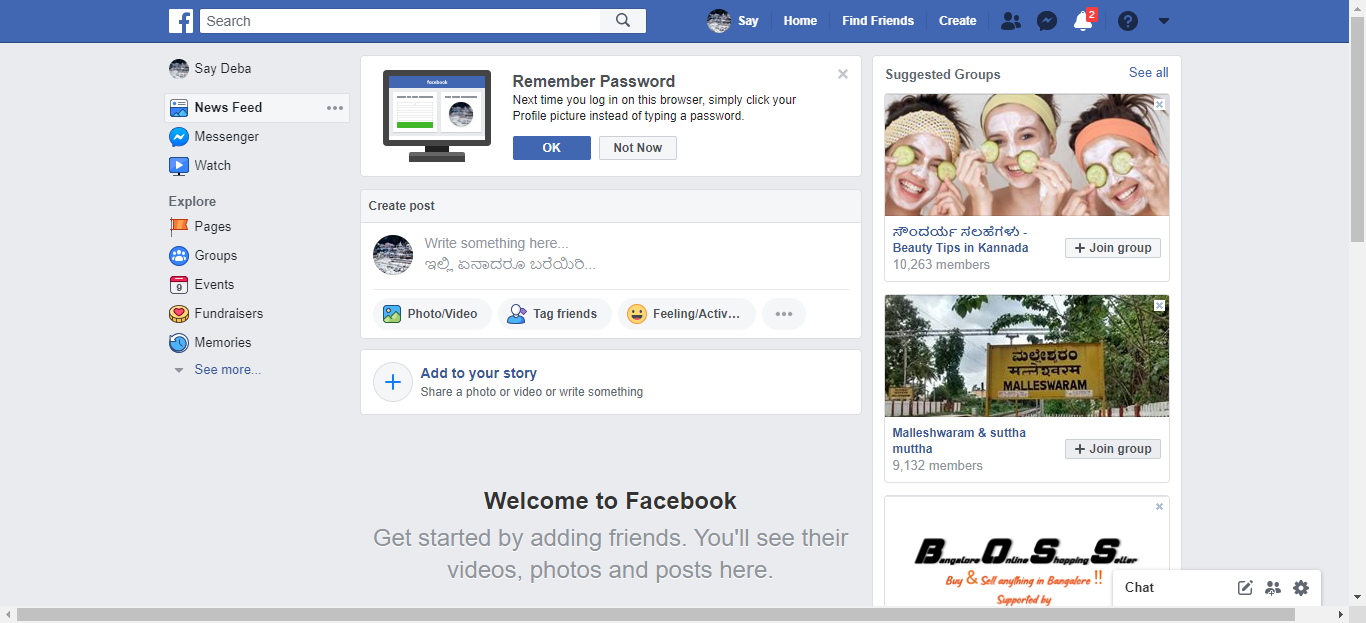 Search
Say
Home
Find Friends
Create
2
Say Deba
News Feed
Messenger
Watch
Explore
Pages
Groups
9
Events
Fundraisers
Memories
See more...
facebook
Remember Password
Next time you log in on this browser, simply click your
Profile picture instead of typing a password.
OK
Not Now
Create post
Write something here...
ಇಲ್ಲಿ ಏನಾದರೂ ಬರೆಯಿರಿ...
Photo/Video
Tag friends
Feeling/Activ...
Add to your story
Share a photo or video or write something
Welcome to Facebook
Get started by adding friends. You'll see their
videos, photos and posts here.
Suggested Groups
See all
ಸೌಂದರ್ಯ ಸಲಹೆಗಳು -
Beauty Tips in Kannada
10,263 members
Join group
ಮಲ್ಲೇಶ್ವರಂ
मल्लेश्वरम
MALLESWARAM
Malleshwaram & suttha
muttha
9,132 members
Join group
Bangalore Online Shopping Seller
Buy & Sell anything in Bangalore !!
Supported by
Chat